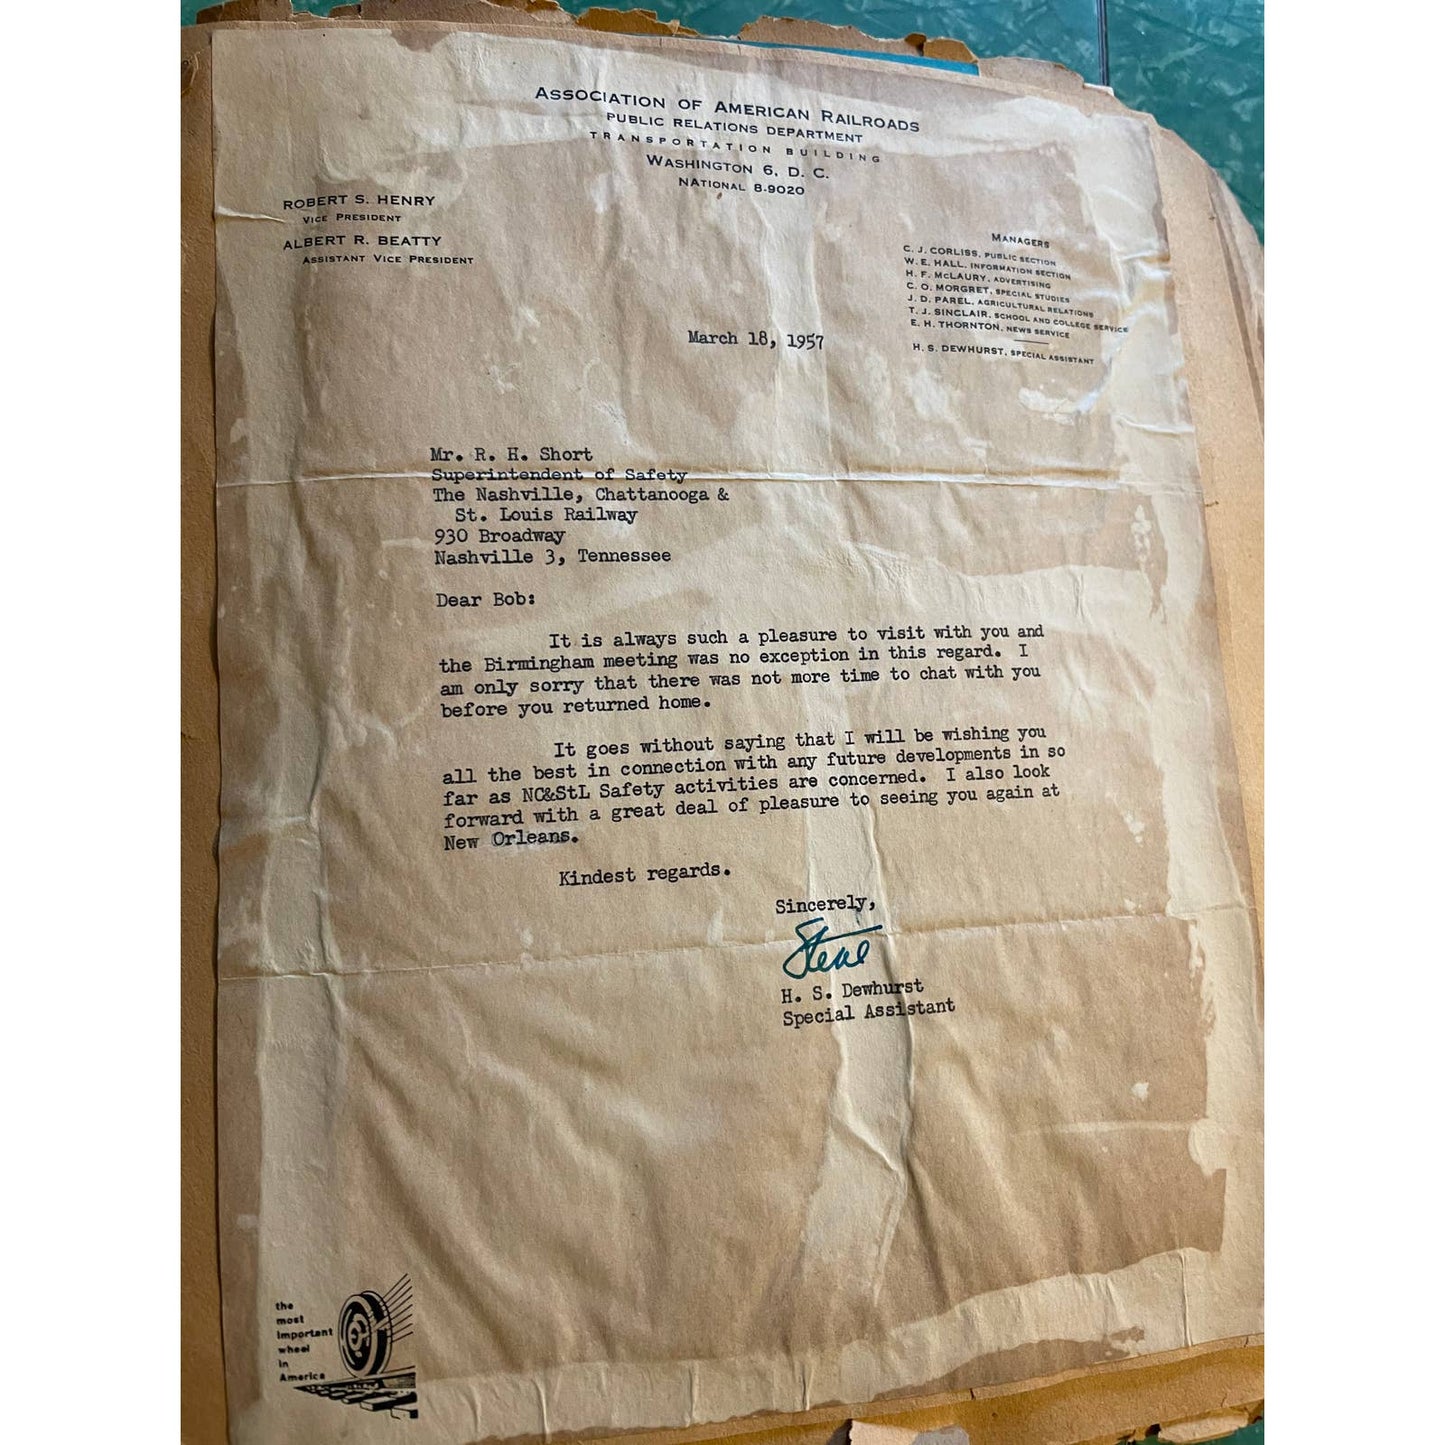 ASSOCIATION OF AMERICAN RAILROADS
PUBLIC RELATIONS DEPARTMENT
TRANSPORTATION BUILDING
WASHINGTON 6, D. C.
NATIONAL 8-9020
ROBERT S. HENRY
VICE PRESIDENT
ALBERT R. BEATTY
ASSISTANT VICE PRESIDENT
MANAGERS
C. J. CORLISS, PUBLIC SECTION
W. E. HALL, INFORMATION SECTION
H. F. McLAURY, ADVERTISING
C. O. MORGRET, SPECIAL STUDIES
J. D. PAREL, AGRICULTURAL RELATIONS
T. J. SINCLAIR, SCHOOL AND COLLEGE SERVICE
E. H. THORNTON, NEWS SERVICE
H. S. DEWHURST, SPECIAL ASSISTANT
March 18, 1957
Mr. R. H. Short
Superintendent of Safety
The Nashville, Chattanooga &
St. Louis Railway
930 Broadway
Nashville 3, Tennessee
Dear Bob:
It is always such a pleasure to visit with you and
the Birmingham meeting was no exception in this regard. I
am only sorry that there was not more time to chat with you
before you returned home.
It goes without saying that I will be wishing you
all the best in connection with any future developments in so
far as NC&StL Safety activities are concerned. I also look
forward with a great deal of pleasure to seeing you again at
New Orleans.
Kindest regards.
Sincerely,
Steve
H. S. Dewhurst
Special Assistant
the
most
important
wheel
in
America